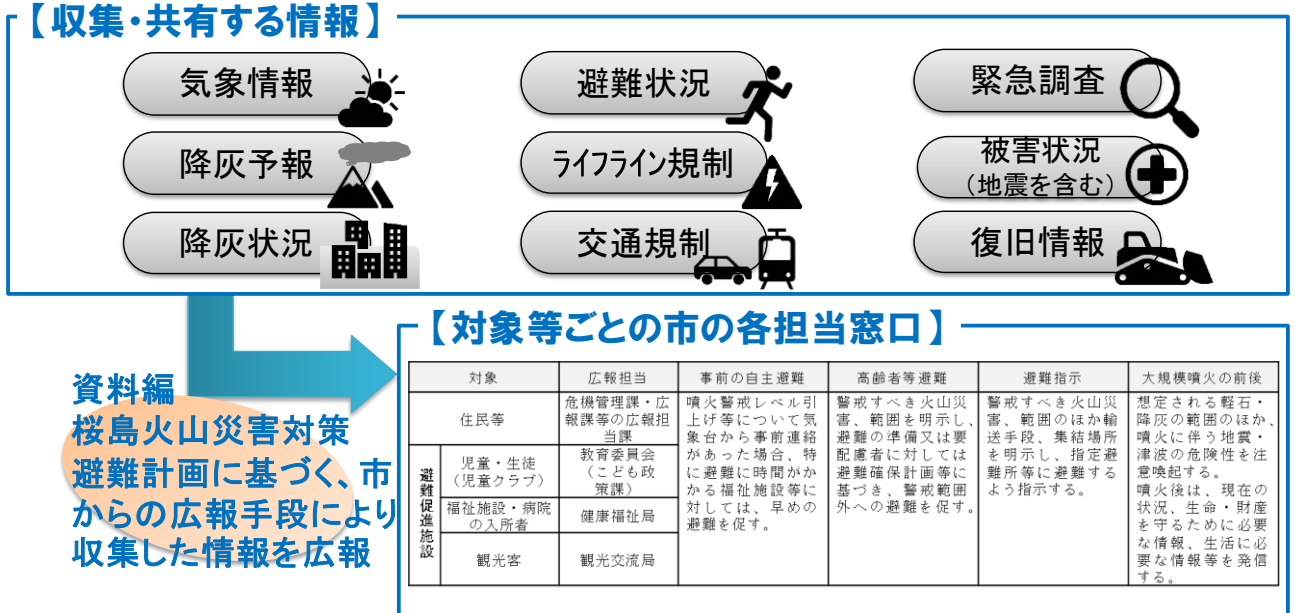 【収集・共有する情報】
気象情報
避難状況
緊急調査
降灰予報
ライフライン規制
被害状況
（地震を含む）
降灰状況
交通規制
復旧情報
【対象等ごとの市の各担当窓口】
資料編
桜島火山災害対策
避難計画に基づく、市
からの広報手段により
収集した情報を広報
対象
広報担当
事前の自主避難
高齢者等避難
避難指示
大規模噴火の前後
住民等
危機管理課・広
報課等の広報担
当課
噴火警戒レベル引
上げ等について気
象台から事前連絡
があった場合、特
に避難に時間がか
かる福祉施設等に
対しては、早めの
避難を促す。
警戒すべき火山災
害、範囲を明示し、
避難の準備又は要
配慮者に対しては
避難確保計画等に
基づき、警戒範囲
外への避難を促す。
警戒すべき火山災
害、範囲のほか輸
送手段、集結場所
を明示し、指定避
難所等に避難する
よう指示する。
想定される軽石・
降灰の範囲のほか、
噴火に伴う地震・
津波の危険性を注
意喚起する。
噴火後は、現在の
状況、生命・財産
を守るために必要
な情報、生活に必
要な情報等を発信
する。
避難促進施設
児童・生徒
（児童クラブ）
教育委員会
（こども政
策課）
福祉施設・病院
の入所者
健康福祉局
観光客
観光交流局